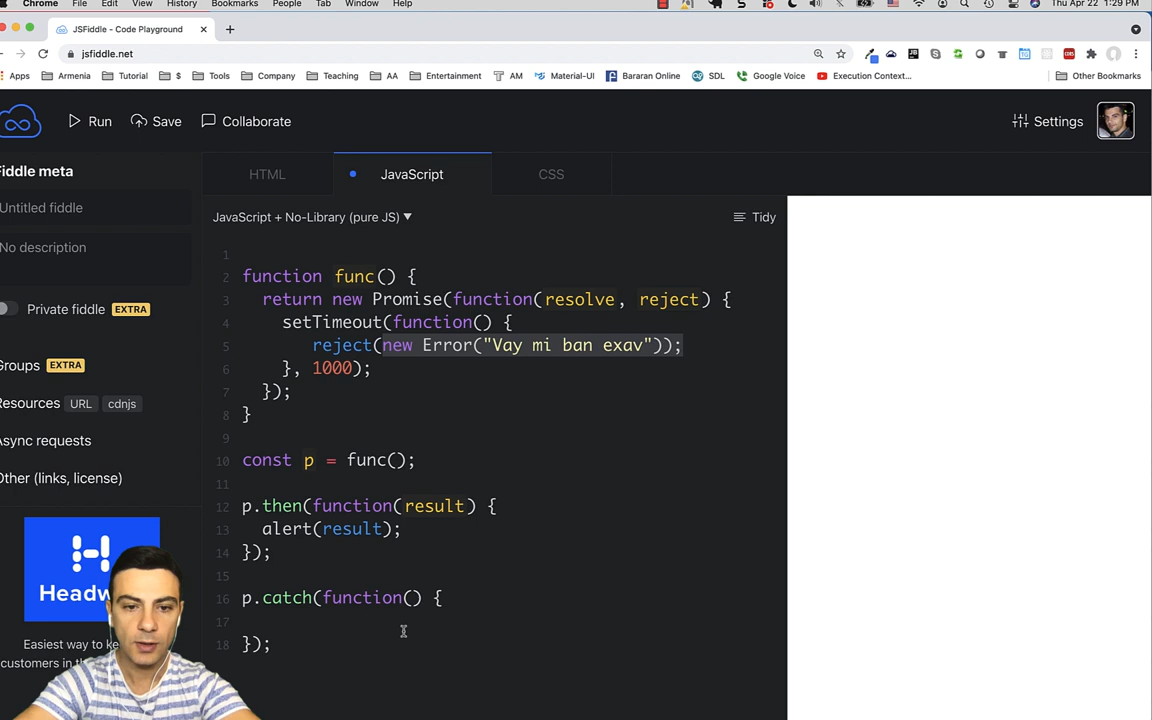 Chrome File Edit View History Bookmarks People Tab Window Help Thu Apr 22 1:29 PM
JSFiddle - Code Playground
jsfiddle.net
Apps Armenia Tutorial $ Tools Company Teaching AA Entertainment AM Material-UI Bararan Online SDL Google Voice Execution Context... Other Bookmarks
Run Save Collaborate Settings
Fiddle meta
HTML JavaScript CSS
Untitled fiddle
JavaScript + No-Library (pure JS) Tidy
No description
Private fiddle EXTRA
Groups EXTRA
Resources URL cdnjs
Async requests
Other (links, license)
Headw
Easiest way to ke
customers in th
1
2 function func() {
3 return new Promise(function(resolve, reject) {
4 setTimeout(function() {
5 reject(new Error("Vay mi ban exav"));
6 }, 1000);
7 });
8 }
9
10 const p = func();
11
12 p.then(function(result) {
13 alert(result);
14 });
15
16 p.catch(function() {
17
18 });